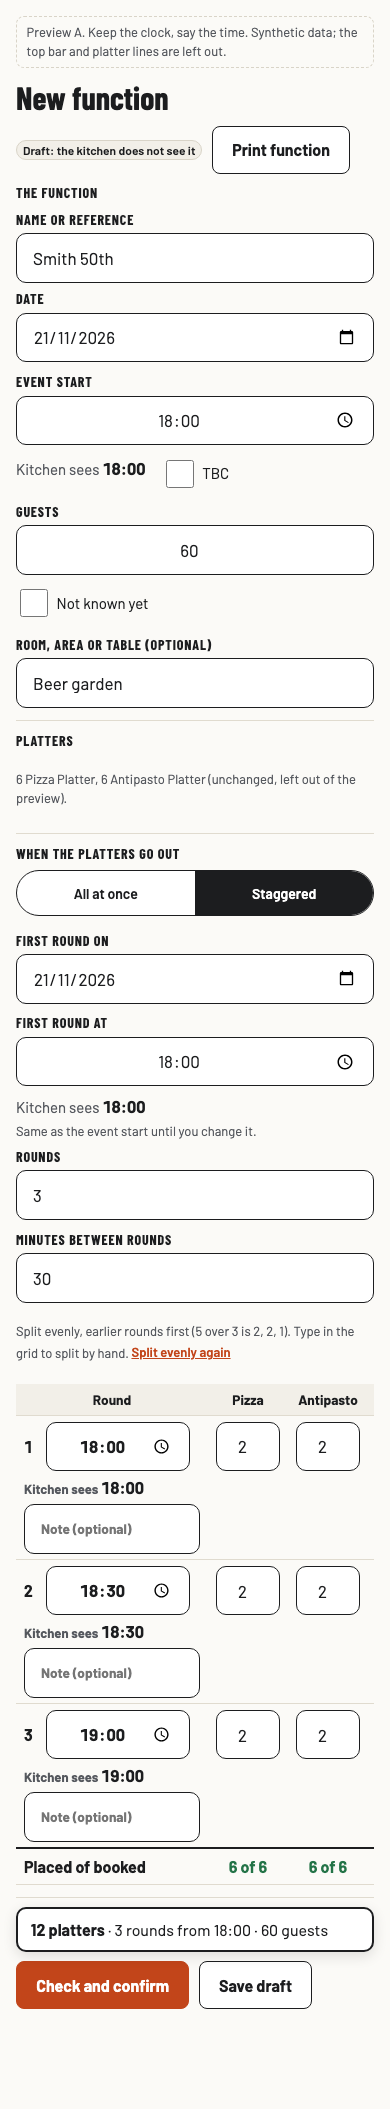 Preview A. Keep the clock, say the time. Synthetic data; the
top bar and platter lines are left out.
New function
Draft: the kitchen does not see it
Print function
THE FUNCTION
NAME OR REFERENCE
Smith 50th
DATE
21/11/2026
EVENT START
18:00
Kitchen sees 18:00
TBC
GUESTS
60
Not known yet
ROOM, AREA OR TABLE (OPTIONAL)
Beer garden
PLATTERS
6 Pizza Platter, 6 Antipasto Platter (unchanged, left out of the
preview).
WHEN THE PLATTERS GO OUT
All at once
Staggered
FIRST ROUND ON
21/11/2026
FIRST ROUND AT
18:00
Kitchen sees 18:00
Same as the event start until you change it.
ROUNDS
3
MINUTES BETWEEN ROUNDS
30
Split evenly, earlier rounds first (5 over 3 is 2, 2, 1). Type in the
grid to split by hand. Split evenly again
Round Pizza Antipasto
1 18:00 2 2
Kitchen sees 18:00
Note (optional)
2 18:30 2 2
Kitchen sees 18:30
Note (optional)
3 19:00 2 2
Kitchen sees 19:00
Note (optional)
Placed of booked 6 of 6 6 of 6
12 platters · 3 rounds from 18:00 · 60 guests
Check and confirm
Save draft